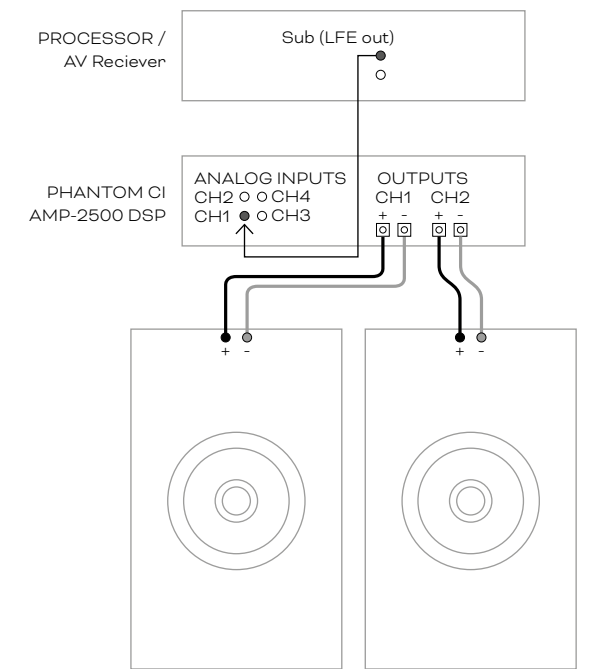 PROCESSOR /
AV Reciever
Sub (LFE out)
PHANTOM CI
AMP-2500 DSP
ANALOG INPUTS
CH2 CH4
CH1 CH3
OUTPUTS
CH1 CH2
+ - + -
+ -
+ -